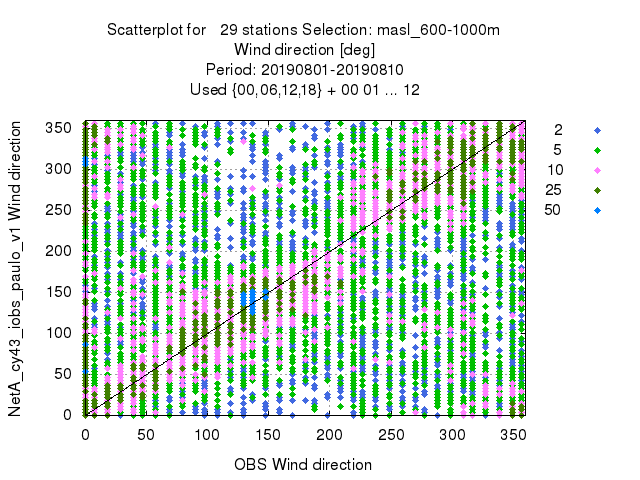 Scatterplot for 29 stations Selection: masl_600-1000m
Wind direction [deg]
Period: 20190801-20190810
Used {00,06,12,18} + 00 01 ... 12
NetA_cy43_iobs_paulo_v1 Wind direction
350
300
250
200
150
100
50
0
0 50 100 150 200 250 300 350
OBS Wind direction
2
5
10
25
50